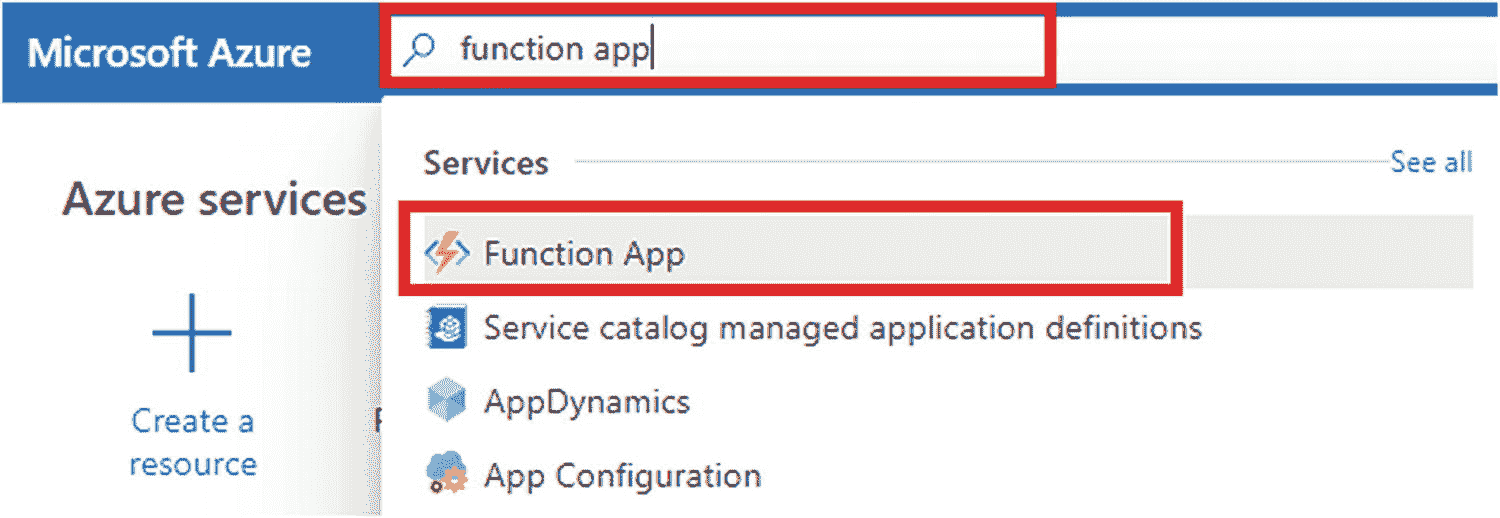 Microsoft Azure
function app
Services
See all
Azure services
Function App
Service catalog managed application definitions
AppDynamics
Create a
resource
App Configuration